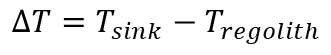 ΔT = T_sink − T_regolith